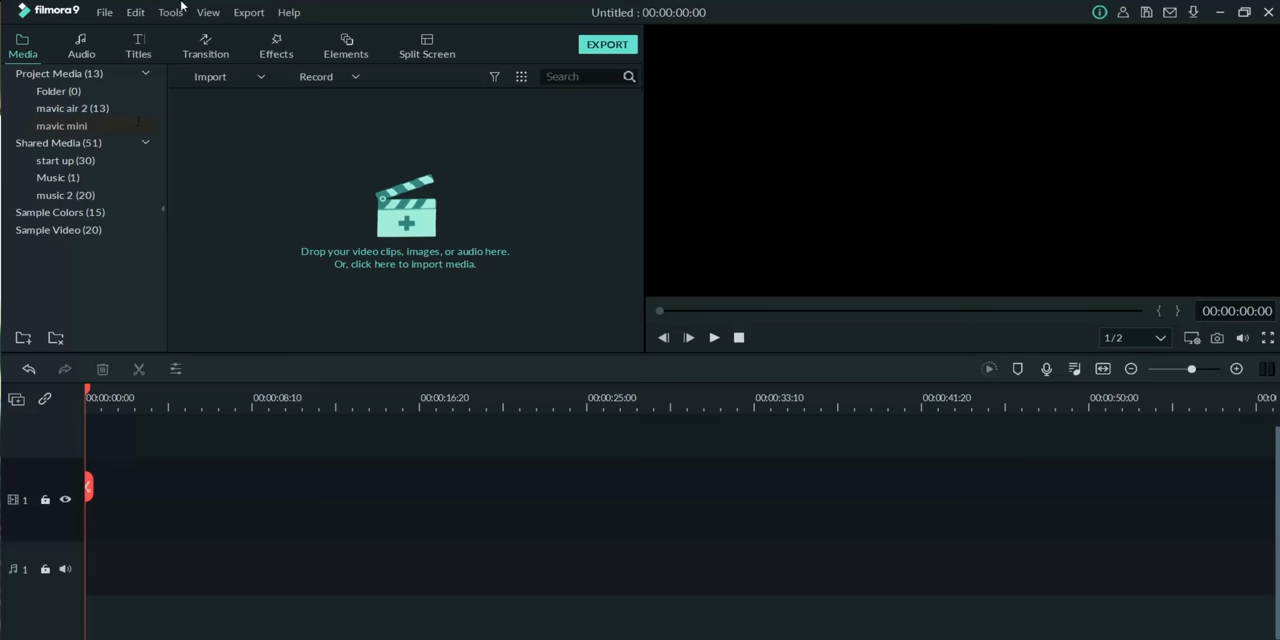 filmora9 File Edit Tools View Export Help Untitled : 00:00:00:00
Media Audio Titles Transition Effects Elements Split Screen EXPORT
Project Media (13)
Folder (0)
mavic air 2 (13)
mavic mini
Shared Media (51)
start up (30)
Music (1)
music 2 (20)
Sample Colors (15)
Sample Video (20)
Import Record Search
Drop your video clips, images, or audio here.
Or, click here to import media.
00:00:00:00
1/2
00:00:00:00 00:00:08:10 00:00:16:20 00:00:25:00 00:00:33:10 00:00:41:20 00:00:50:00 00:0
1
1